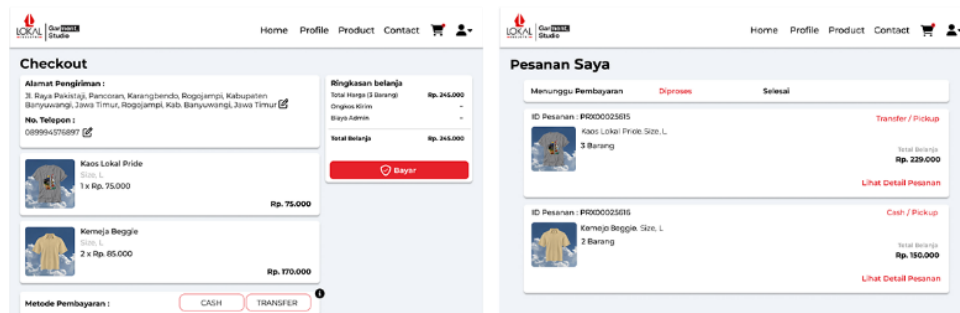 LOKAL
INDUSTRIES
Garment
Studio
Home Profile Product Contact
Checkout
Alamat Pengiriman :
Jl. Raya Pakistaji, Pancoran, Karangbendo, Rogojampi, Kabupaten
Banyuwangi, Jawa Timur, Rogojampi, Kab. Banyuwangi, Jawa Timur
No. Telepon :
089994576897
Kaos Lokal Pride
Size, L
1 x Rp. 75.000
Rp. 75.000
Kemeja Beggie
Size, L
2 x Rp. 85.000
Rp. 170.000
Metode Pembayaran :
CASH
TRANSFER
Ringkasan belanja
Total Harga (3 Barang) Rp. 245.000
Ongkos Kirim -
Biaya Admin -
Total Belanja Rp. 245.000
Bayar
LOKAL
INDUSTRIES
Garment
Studio
Home Profile Product Contact
Pesanan Saya
Menunggu Pembayaran Diproses Selesai
ID Pesanan : PRX00025615
Transfer / Pickup
Kaos Lokal Pride, Size, L
3 Barang
Total Belanja
Rp. 229.000
Lihat Detail Pesanan
ID Pesanan : PRX00025615
Cash / Pickup
Kemeja Beggie, Size, L
2 Barang
Total Belanja
Rp. 150.000
Lihat Detail Pesanan